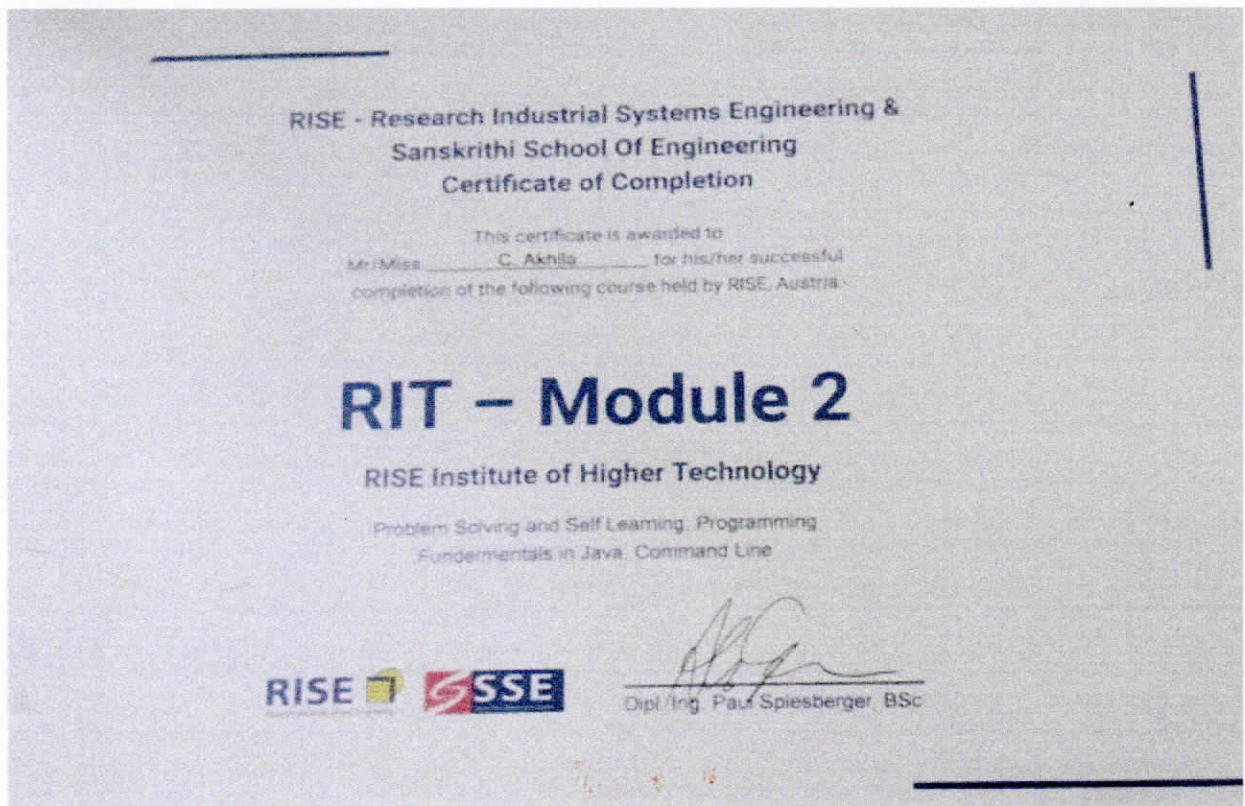 RISE - Research Industrial Systems Engineering &
Sanskrithi School Of Engineering
Certificate of Completion
This certificate is awarded to
Mr/Miss C. Akhila for his/her successful
completion of the following course held by RISE, Austria.
RIT – Module 2
RISE Institute of Higher Technology
Problem Solving and Self Learning, Programming
Fundermentals in Java, Command Line
RISE SSE
Dipl. Ing. Paul Spiesberger, BSc